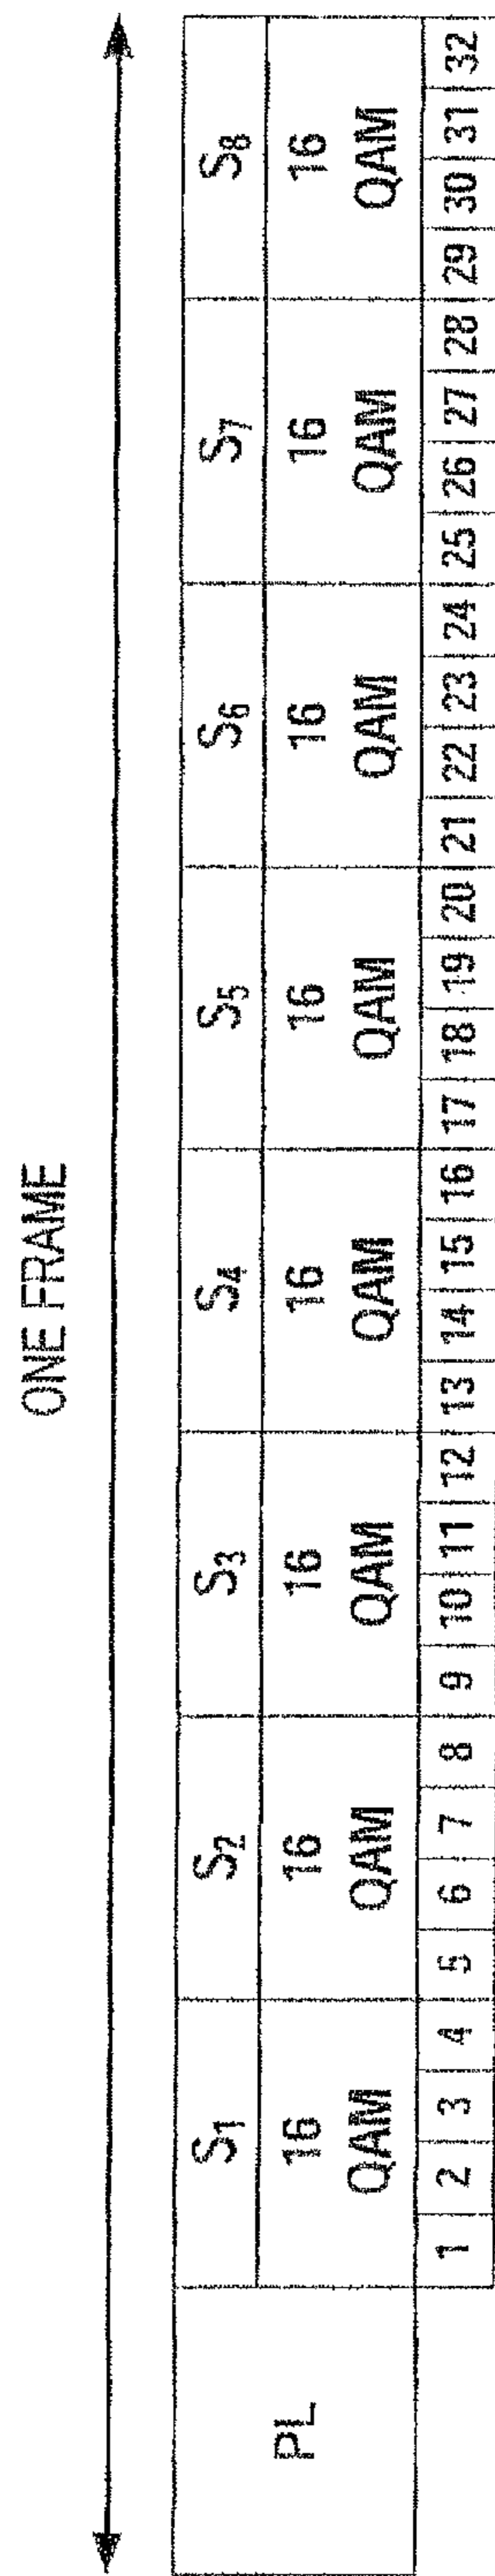 ONE FRAME
PL
S₁ S₂ S₃ S₄ S₅ S₆ S₇ S₈
16 QAM 16 QAM 16 QAM 16 QAM 16 QAM 16 QAM 16 QAM 16 QAM
1 2 3 4 5 6 7 8 9 10 11 12 13 14 15 16 17 18 19 20 21 22 23 24 25 26 27 28 29 30 31 32